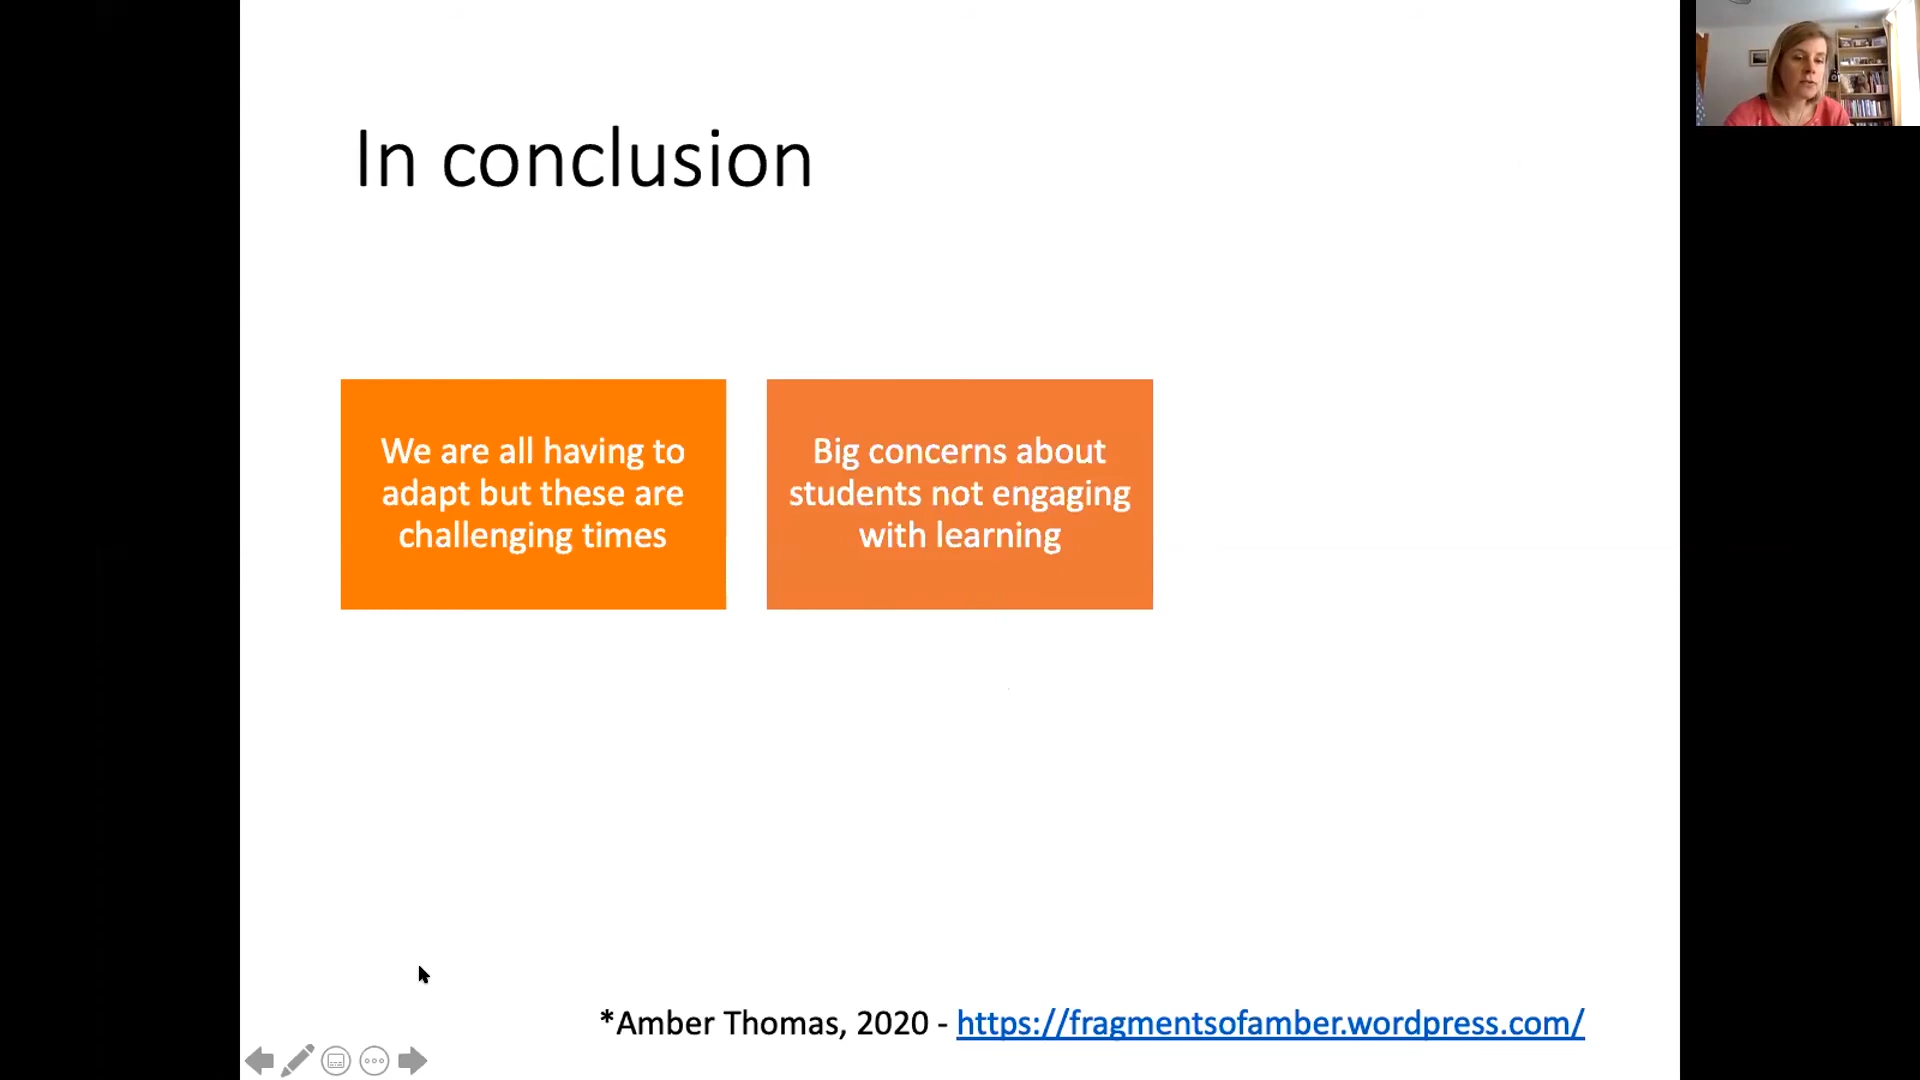 In conclusion
We are all having to
adapt but these are
challenging times
Big concerns about
students not engaging
with learning
*Amber Thomas, 2020 - https://fragmentsofamber.wordpress.com/